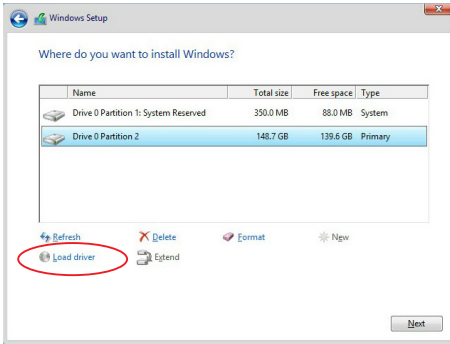 Windows Setup
Where do you want to install Windows?
Name Total size Free space Type
Drive 0 Partition 1: System Reserved 350.0 MB 88.0 MB System
Drive 0 Partition 2 148.7 GB 139.6 GB Primary
Refresh Delete Format New
Load driver Extend
Next